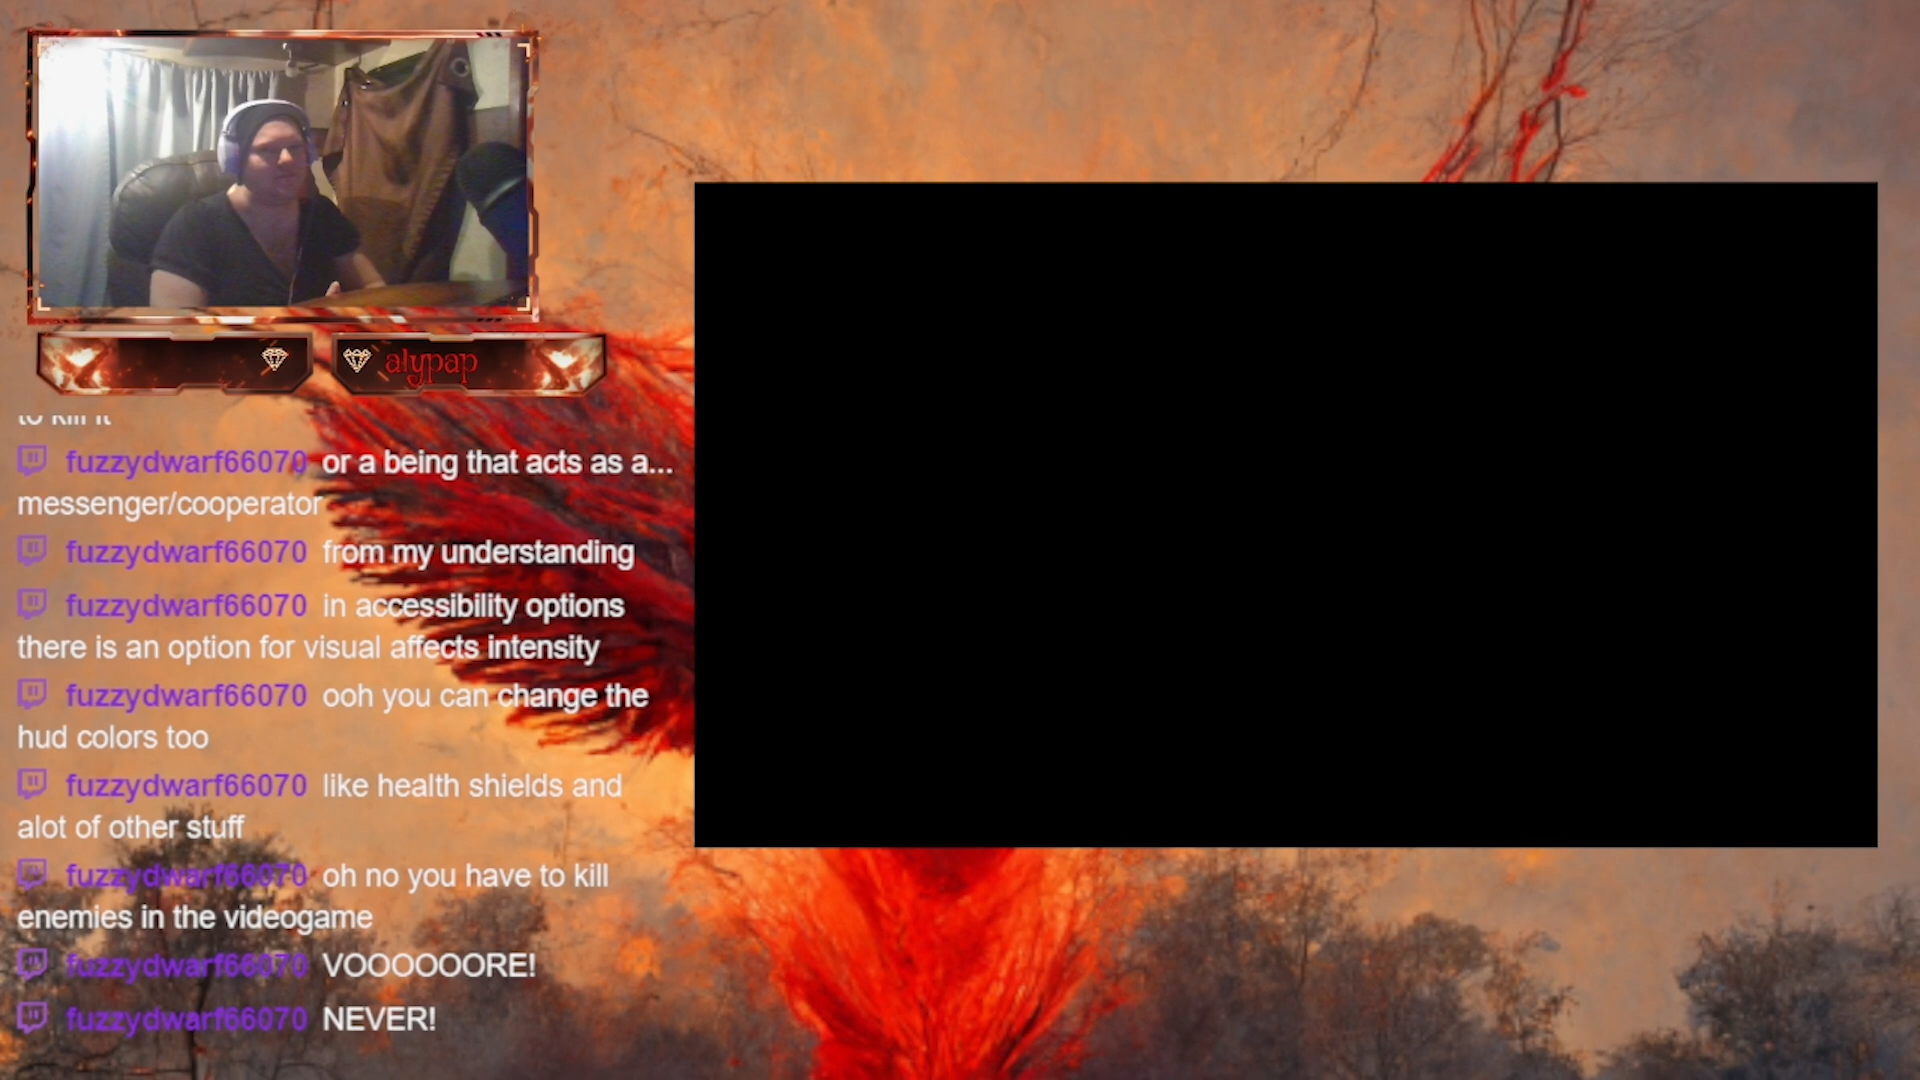 alypap
to kill it
fuzzydwarf66070 or a being that acts as a...
messenger/cooperator
fuzzydwarf66070 from my understanding
fuzzydwarf66070 in accessibility options
there is an option for visual affects intensity
fuzzydwarf66070 ooh you can change the
hud colors too
fuzzydwarf66070 like health shields and
alot of other stuff
fuzzydwarf66070 oh no you have to kill
enemies in the videogame
fuzzydwarf66070 VOOOOOORE!
fuzzydwarf66070 NEVER!